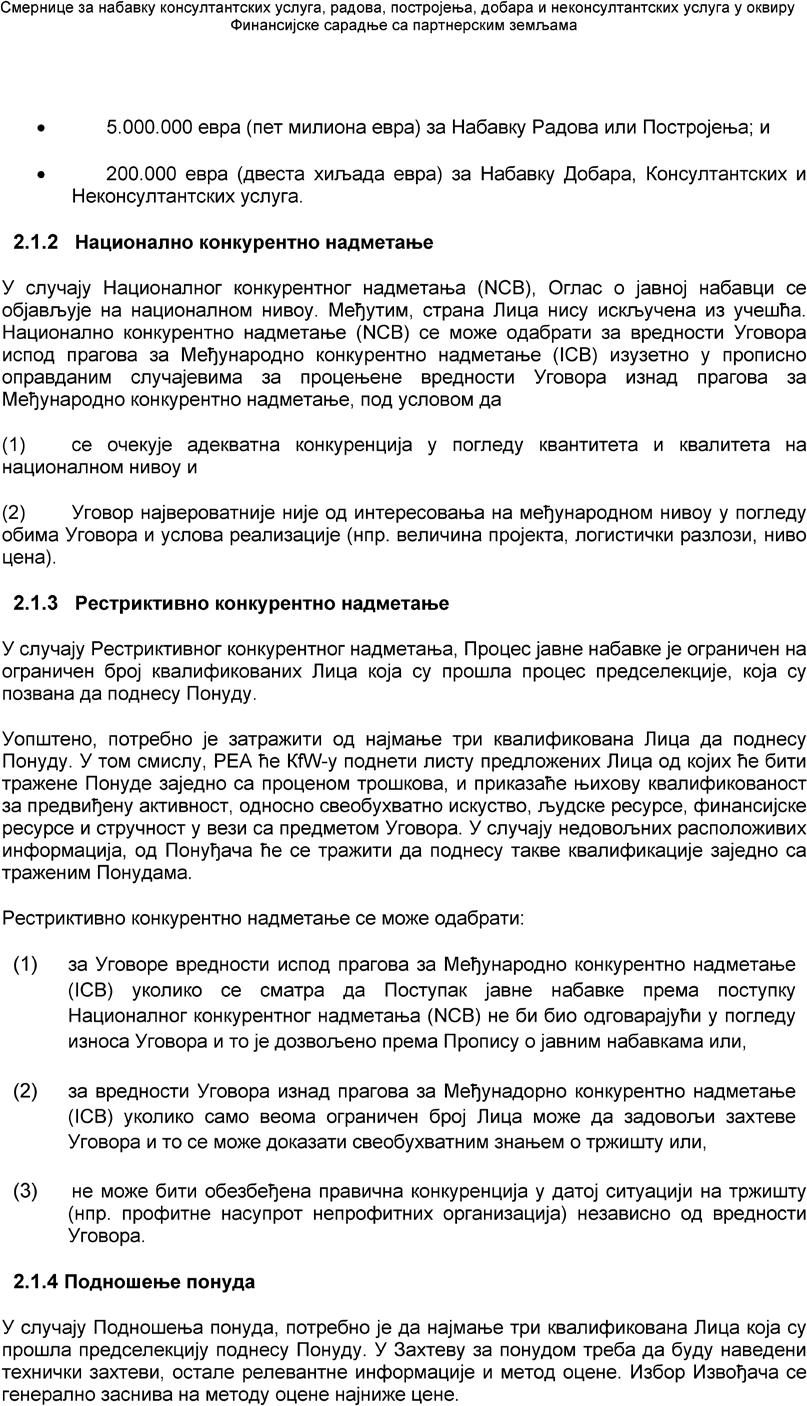 Смернице за набавку консултантских услуга, радова, постројења, добара и неконсултантских услуга у оквиру
Финансијске сарадње са партнерским земљама
• 5.000.000 евра (пет милиона евра) за Набавку Радова или Постројења; и
• 200.000 евра (двеста хиљада евра) за Набавку Добара, Консултантских и
Неконсултантских услуга.
2.1.2 Национално конкурентно надметање
У случају Националног конкурентног надметања (NCB), Оглас о јавној набавци се
објављује на националном нивоу. Међутим, страна Лица нису искључена из учешћа.
Национално конкурентно надметање (NCB) се може одабрати за вредности Уговора
испод прагова за Међународно конкурентно надметање (ICB) изузетно у прописно
оправданим случајевима за процењене вредности Уговора изнад прагова за
Међународно конкурентно надметање, под условом да
(1) се очекује адекватна конкуренција у погледу квантитета и квалитета на
националном нивоу и
(2) Уговор највероватније није од интересовања на међународном нивоу у погледу
обима Уговора и услова реализације (нпр. величина пројекта, логистички разлози, ниво
цена).
2.1.3 Рестриктивно конкурентно надметање
У случају Рестриктивног конкурентног надметања, Процес јавне набавке је ограничен на
ограничен број квалификованих Лица која су прошла процес предселекције, која су
позвана да поднесу Понуду.
Уопштено, потребно је затражити од најмање три квалификована Лица да поднесу
Понуду. У том смислу, PEA ће KfW-у поднети листу предложених Лица од којих ће бити
тражене Понуде заједно са проценом трошкова, и приказаће њихову квалификованост
за предвиђену активност, односно свеобухватно искуство, људске ресурсе, финансијске
ресурсе и стручност у вези са предметом Уговора. У случају недовољних расположивих
информација, од Понуђача ће се тражити да поднесу такве квалификације заједно са
траженим Понудама.
Рестриктивно конкурентно надметање се може одабрати:
(1) за Уговоре вредности испод прагова за Међународно конкурентно надметање
(ICB) уколико се сматра да Поступак јавне набавке према поступку
Националног конкурентног надметања (NCB) не би био одговарајући у погледу
износа Уговора и то је дозвољено према Пропису о јавним набавкама или,
(2) за вредности Уговора изнад прагова за Међунадорно конкурентно надметање
(ICB) уколико само веома ограничен број Лица може да задовољи захтеве
Уговора и то се може доказати свеобухватним знањем о тржишту или,
(3) не може бити обезбеђена правична конкуренција у датој ситуацији на тржишту
(нпр. профитне насупрот непрофитних организација) независно од вредности
Уговора.
2.1.4 Подношење понуда
У случају Подношења понуда, потребно је да најмање три квалификована Лица која су
прошла предселекцију поднесу Понуду. У Захтеву за понудом треба да буду наведени
технички захтеви, остале релевантне информације и метод оцене. Избор Извођача се
генерално заснива на методу оцене најниже цене.